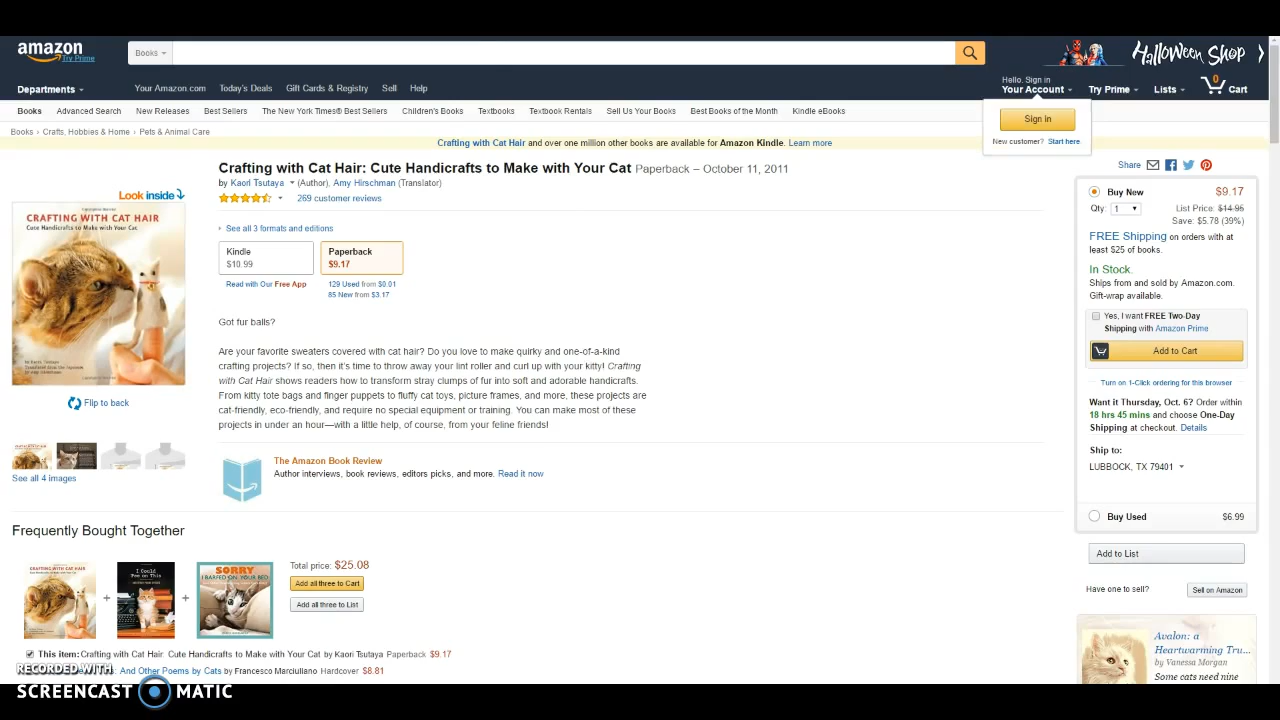 amazon
Try Prime
Books
Halloween Shop
Departments
Your Amazon.com
Today's Deals
Gift Cards & Registry
Sell
Help
Hello. Sign in
Your Account
Try Prime
Lists
0
Cart
Books
Advanced Search
New Releases
Best Sellers
The New York Times® Best Sellers
Children's Books
Textbooks
Textbook Rentals
Sell Us Your Books
Best Books of the Month
Kindle eBooks
Sign in
New customer? Start here.
Books › Crafts, Hobbies & Home › Pets & Animal Care
Crafting with Cat Hair and over one million other books are available for Amazon Kindle. Learn more
Look inside
CRAFTING WITH CAT HAIR
Cute Handicrafts to Make with Your Cat
Flip to back
See all 4 images
Crafting with Cat Hair: Cute Handicrafts to Make with Your Cat Paperback – October 11, 2011
by Kaori Tsutaya (Author), Amy Hirschman (Translator)
269 customer reviews
See all 3 formats and editions
Kindle
$10.99
Paperback
$9.17
Read with Our Free App
129 Used from $0.01
85 New from $3.17
Got fur balls?
Are your favorite sweaters covered with cat hair? Do you love to make quirky and one-of-a-kind
crafting projects? If so, then it's time to throw away your lint roller and curl up with your kitty! Crafting
with Cat Hair shows readers how to transform stray clumps of fur into soft and adorable handicrafts.
From kitty tote bags and finger puppets to fluffy cat toys, picture frames, and more, these projects are
cat-friendly, eco-friendly, and require no special equipment or training. You can make most of these
projects in under an hour—with a little help, of course, from your feline friends!
The Amazon Book Review
Author interviews, book reviews, editors picks, and more. Read it now
Share
Buy New
$9.17
Qty: 1
List Price: $14.95
Save: $5.78 (39%)
FREE Shipping on orders with at
least $25 of books.
In Stock.
Ships from and sold by Amazon.com.
Gift-wrap available.
Yes, I want FREE Two-Day
Shipping with Amazon Prime
Add to Cart
Turn on 1-Click ordering for this browser
Want it Thursday, Oct. 6? Order within
18 hrs 45 mins and choose One-Day
Shipping at checkout. Details
Ship to:
LUBBOCK, TX 79401
Buy Used
$6.99
Add to List
Have one to sell?
Sell on Amazon
Avalon: a
Heartwarming Tru...
by Vanessa Morgan
Some cats need nine
Frequently Bought Together
CRAFTING WITH CAT HAIR
+
I Could
Pee on This
+
SORRY
I BARFED ON YOUR BED
Total price: $25.08
Add all three to Cart
Add all three to List
This item: Crafting with Cat Hair: Cute Handicrafts to Make with Your Cat by Kaori Tsutaya Paperback $9.17
And Other Poems by Cats by Francesco Marciuliano Hardcover $8.81
RECORDED WITH
SCREENCAST MATIC